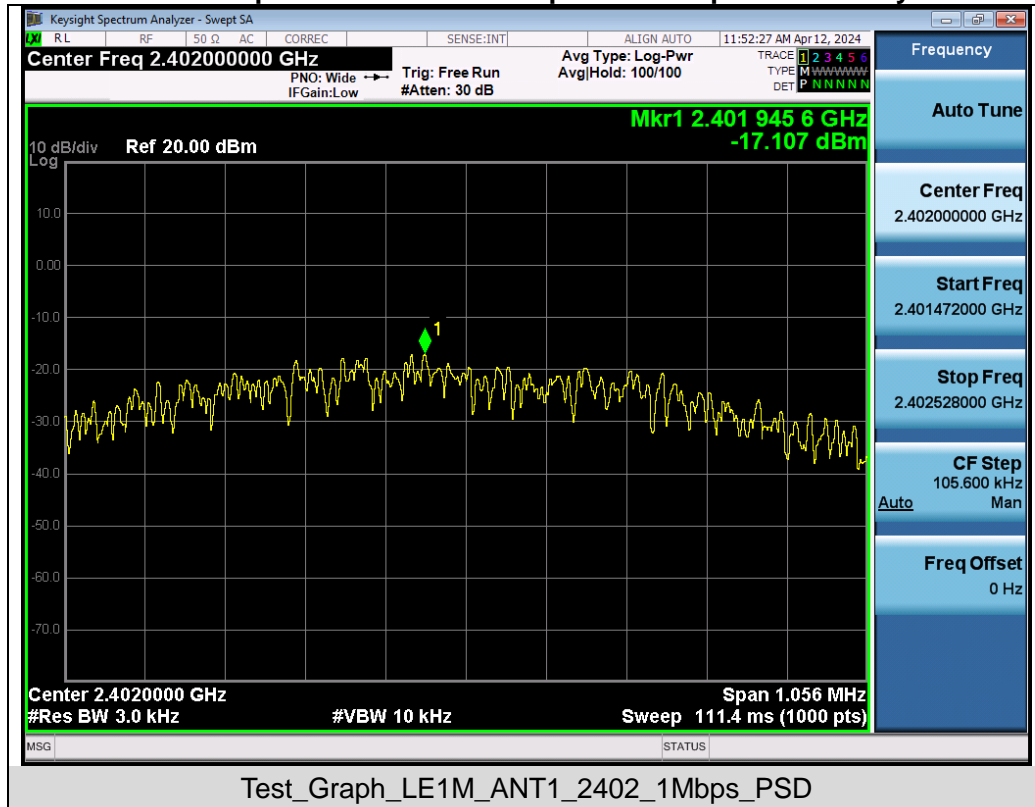 Keysight Spectrum Analyzer - Swept SA
LXI RL RF 50 Ω AC CORREC SENSE:INT ALIGN AUTO 11:52:27 AM Apr 12, 2024
Center Freq 2.402000000 GHz
PNO: Wide
IFGain:Low
Trig: Free Run
#Atten: 30 dB
Avg Type: Log-Pwr
Avg|Hold: 100/100
TRACE 1 2 3 4 5 6
TYPE M WWWWW
DET P N N N N N
Mkr1 2.401 945 6 GHz
-17.107 dBm
10 dB/div Ref 20.00 dBm
Log
10.0
0.00
-10.0
-20.0
-30.0
-40.0
-50.0
-60.0
-70.0
1
Center 2.4020000 GHz Span 1.056 MHz
#Res BW 3.0 kHz #VBW 10 kHz Sweep 111.4 ms (1000 pts)
MSG STATUS
Frequency
Auto Tune
Center Freq
2.402000000 GHz
Start Freq
2.401472000 GHz
Stop Freq
2.402528000 GHz
CF Step
105.600 kHz
Auto Man
Freq Offset
0 Hz
Test_Graph_LE1M_ANT1_2402_1Mbps_PSD